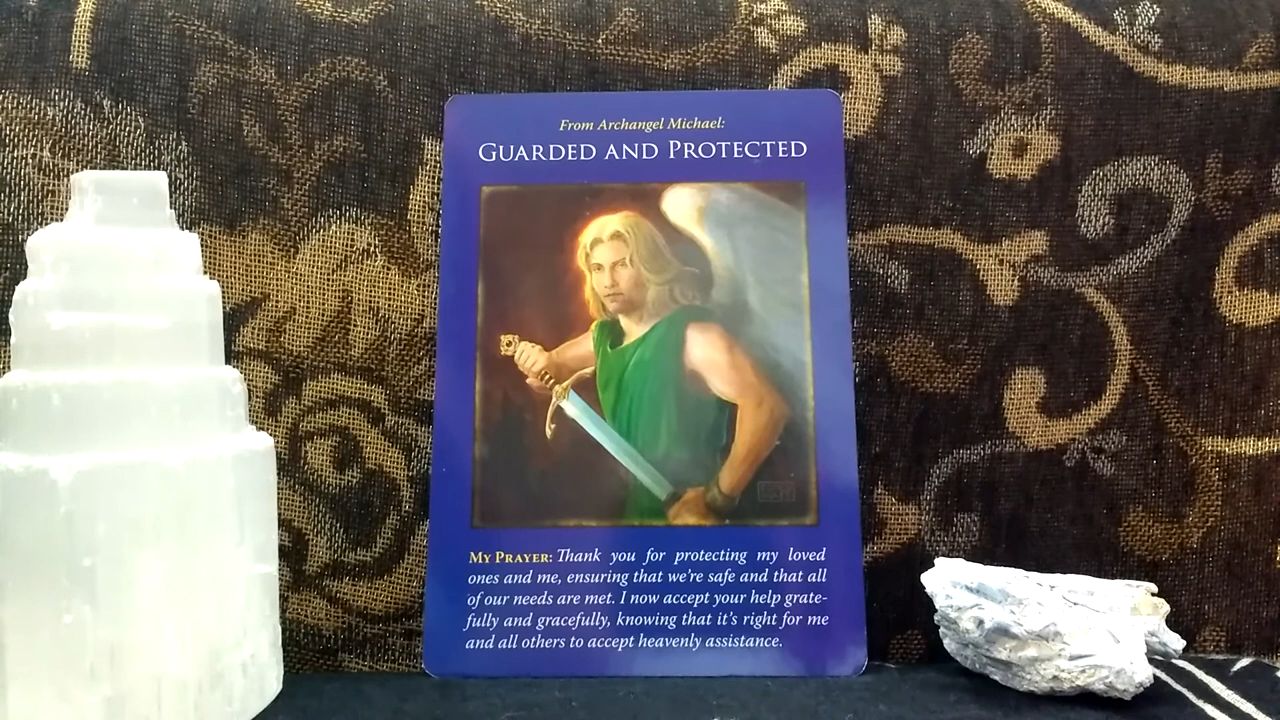 From Archangel Michael:
GUARDED AND PROTECTED
MY PRAYER: Thank you for protecting my loved
ones and me, ensuring that we're safe and that all
of our needs are met. I now accept your help grate-
fully and gracefully, knowing that it's right for me
and all others to accept heavenly assistance.